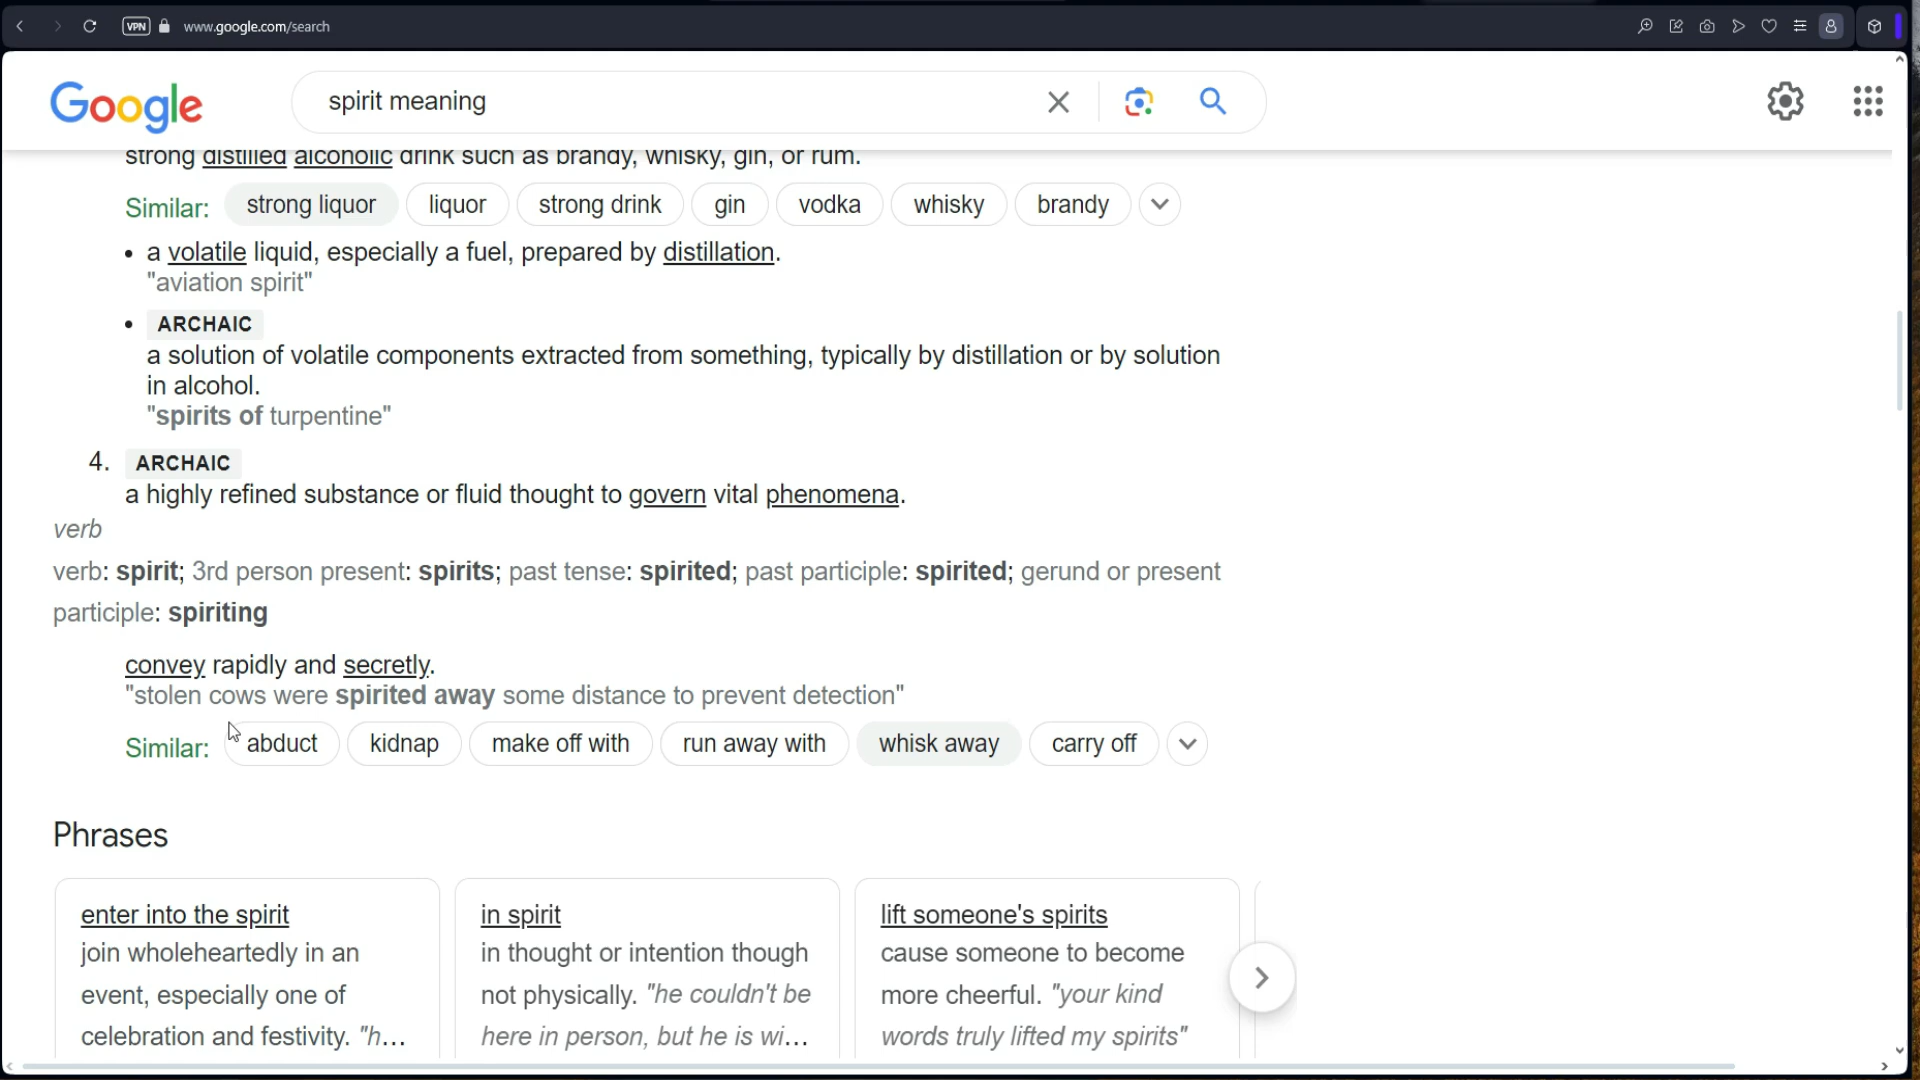 VPN www.google.com/search
Google spirit meaning
strong distilled alcoholic drink such as brandy, whisky, gin, or rum.
Similar: strong liquor liquor strong drink gin vodka whisky brandy
• a volatile liquid, especially a fuel, prepared by distillation.
"aviation spirit"
• ARCHAIC
a solution of volatile components extracted from something, typically by distillation or by solution
in alcohol.
"spirits of turpentine"
4. ARCHAIC
a highly refined substance or fluid thought to govern vital phenomena.
verb
verb: spirit; 3rd person present: spirits; past tense: spirited; past participle: spirited; gerund or present
participle: spiriting
convey rapidly and secretly.
"stolen cows were spirited away some distance to prevent detection"
Similar: abduct kidnap make off with run away with whisk away carry off
Phrases
enter into the spirit
join wholeheartedly in an
event, especially one of
celebration and festivity. "h...
in spirit
in thought or intention though
not physically. "he couldn't be
here in person, but he is wi...
lift someone's spirits
cause someone to become
more cheerful. "your kind
words truly lifted my spirits"